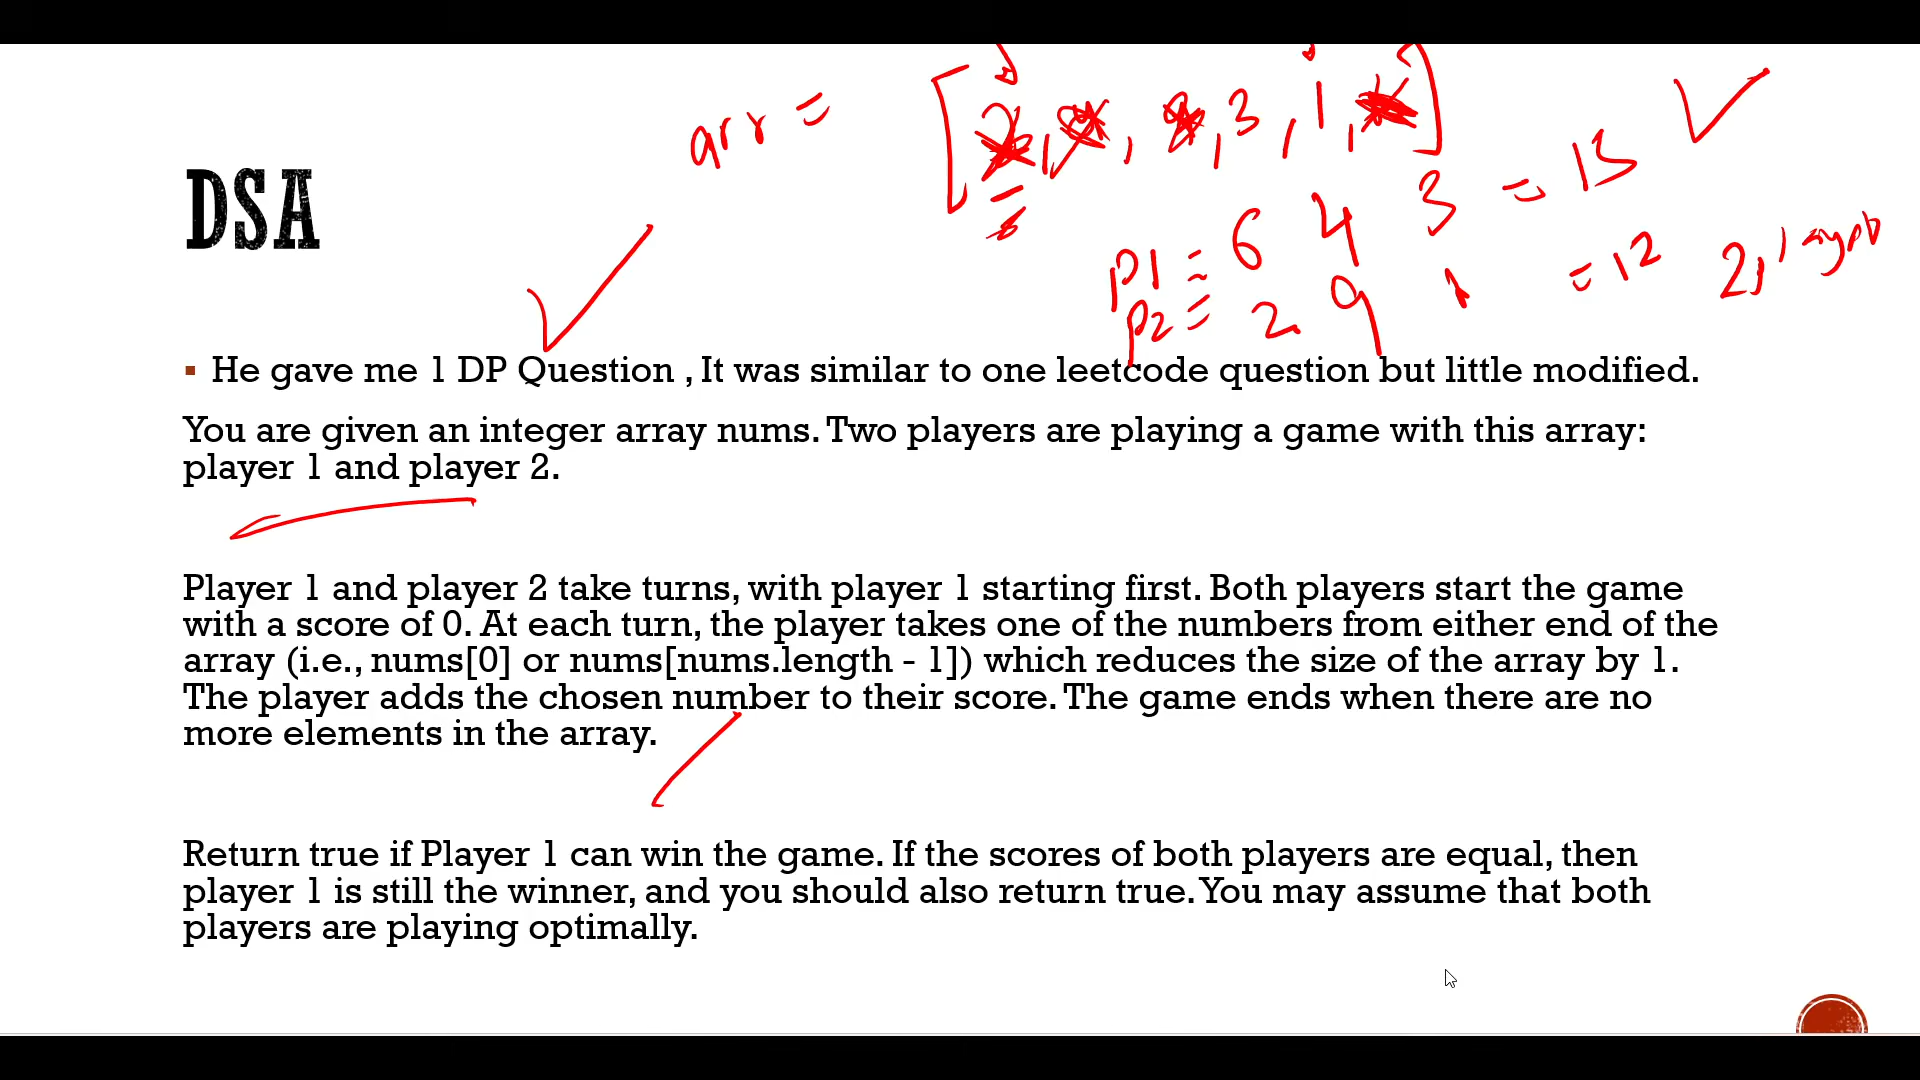 arr =
[2, , , 3, 1, ]
DSA
p1 = 6 4 3 = 13
p2 = 2 9 1 = 12
2,
▪ He gave me 1 DP Question , It was similar to one leetcode question but little modified.
You are given an integer array nums. Two players are playing a game with this array:
player 1 and player 2.
Player 1 and player 2 take turns, with player 1 starting first. Both players start the game
with a score of 0. At each turn, the player takes one of the numbers from either end of the
array (i.e., nums[0] or nums[nums.length - 1]) which reduces the size of the array by 1.
The player adds the chosen number to their score. The game ends when there are no
more elements in the array.
Return true if Player 1 can win the game. If the scores of both players are equal, then
player 1 is still the winner, and you should also return true. You may assume that both
players are playing optimally.